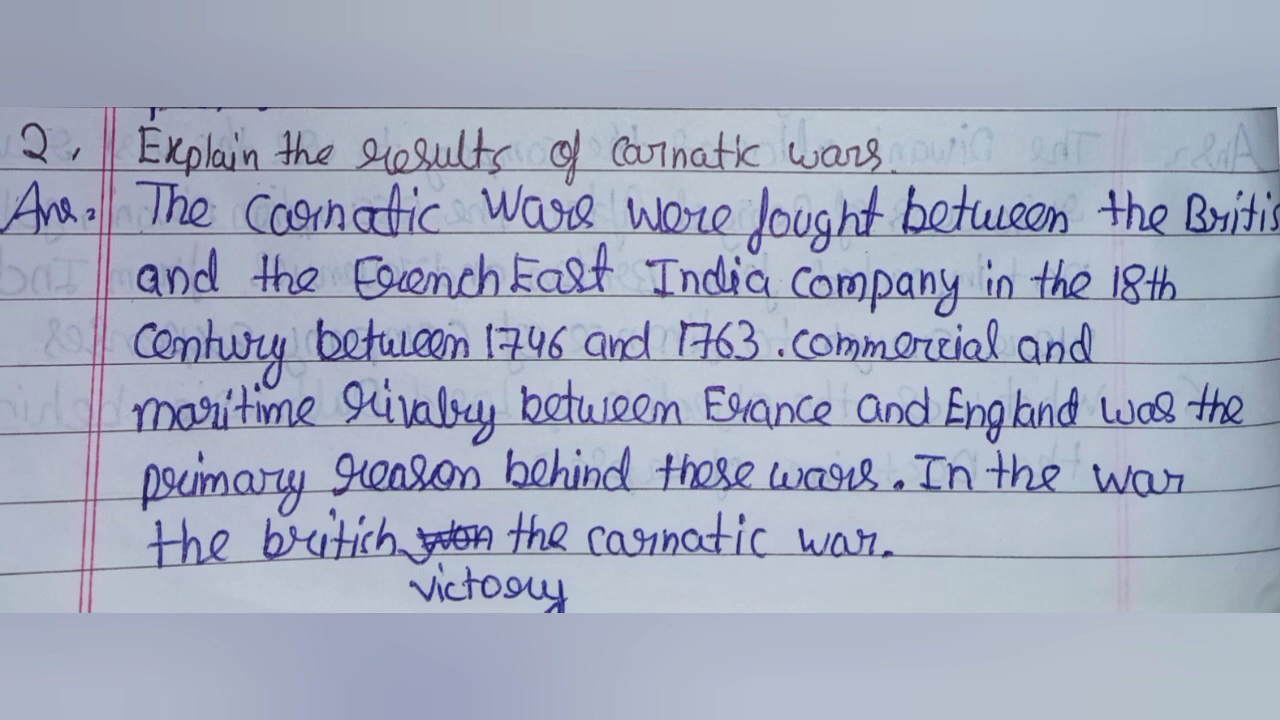 2. Explain the results of Carnatic wars.
Ans. The Carnatic Wars were fought between the Britis
and the French East India Company in the 18th
Century between 1746 and 1763. Commercial and
maritime rivalry between France and England was the
primary reason behind these wars. In the war
the british won the carnatic war.
victory